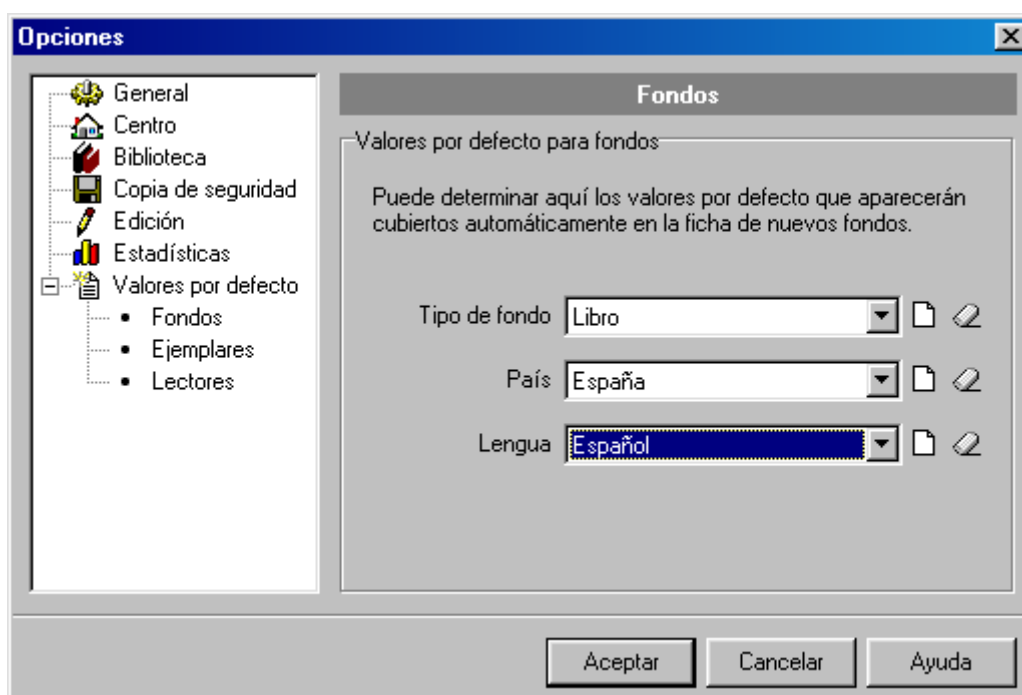 Opciones
General
Centro
Biblioteca
Copia de seguridad
Edición
Estadísticas
Valores por defecto
Fondos
Ejemplares
Lectores
Fondos
Valores por defecto para fondos
Puede determinar aquí los valores por defecto que aparecerán
cubiertos automáticamente en la ficha de nuevos fondos.
Tipo de fondo Libro
País España
Lengua Español
Aceptar Cancelar Ayuda